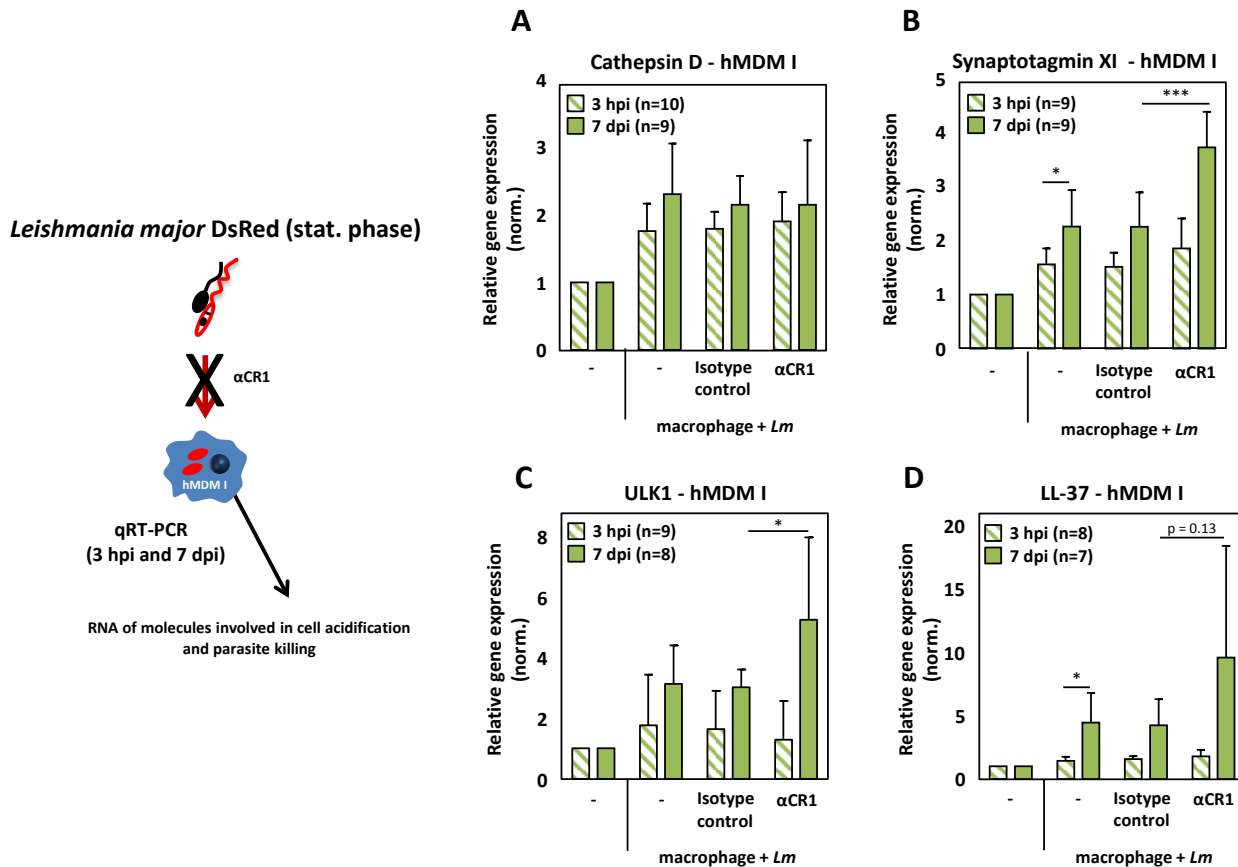 Leishmania major DsRed (stat. phase)
αCR1
hMDM I
qRT-PCR
(3 hpi and 7 dpi)
RNA of molecules involved in cell acidification
and parasite killing
A
Cathepsin D - hMDM I
Relative gene expression
(norm.)
4
3
2
1
0
3 hpi (n=10)
7 dpi (n=9)
- - Isotype αCR1
control
macrophage + Lm
B
Synaptotagmin XI - hMDM I
Relative gene expression
(norm.)
5
4
3
2
1
0
3 hpi (n=9)
7 dpi (n=9)
***
*
- - Isotype αCR1
control
macrophage + Lm
C
ULK1 - hMDM I
Relative gene expression
(norm.)
8
6
4
2
0
3 hpi (n=9)
7 dpi (n=8)
*
- - Isotype αCR1
control
macrophage + Lm
D
LL-37 - hMDM I
Relative gene expression
(norm.)
20
15
10
5
0
3 hpi (n=8)
7 dpi (n=7)
p = 0.13
*
- - Isotype αCR1
control
macrophage + Lm